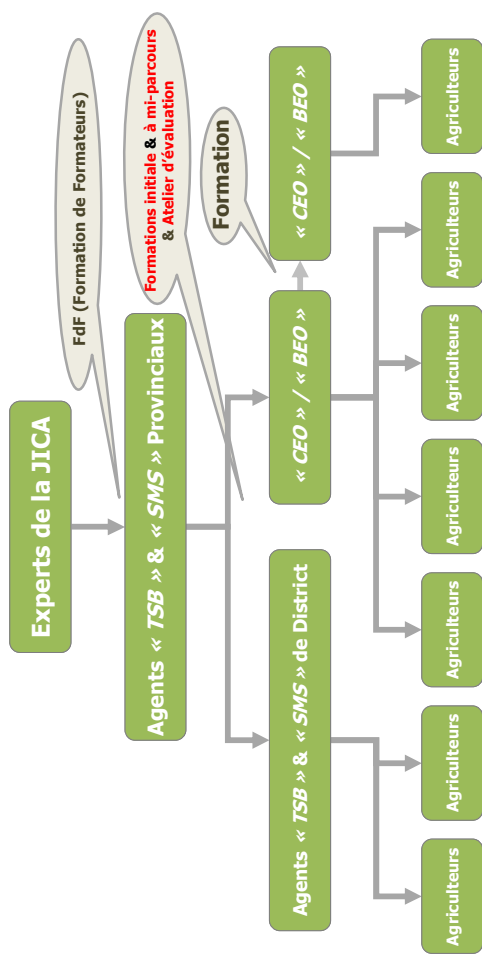 Experts de la JICA
FdF (Formation de Formateurs)
Agents « TSB » & « SMS » Provinciaux
Formations initiale & à mi-parcours
& Atelier d'évaluation
Agents « TSB » & « SMS » de District
« CEO » / « BEO »
Formation
« CEO » / « BEO »
Agriculteurs
Agriculteurs
Agriculteurs
Agriculteurs
Agriculteurs
Agriculteurs
Agriculteurs